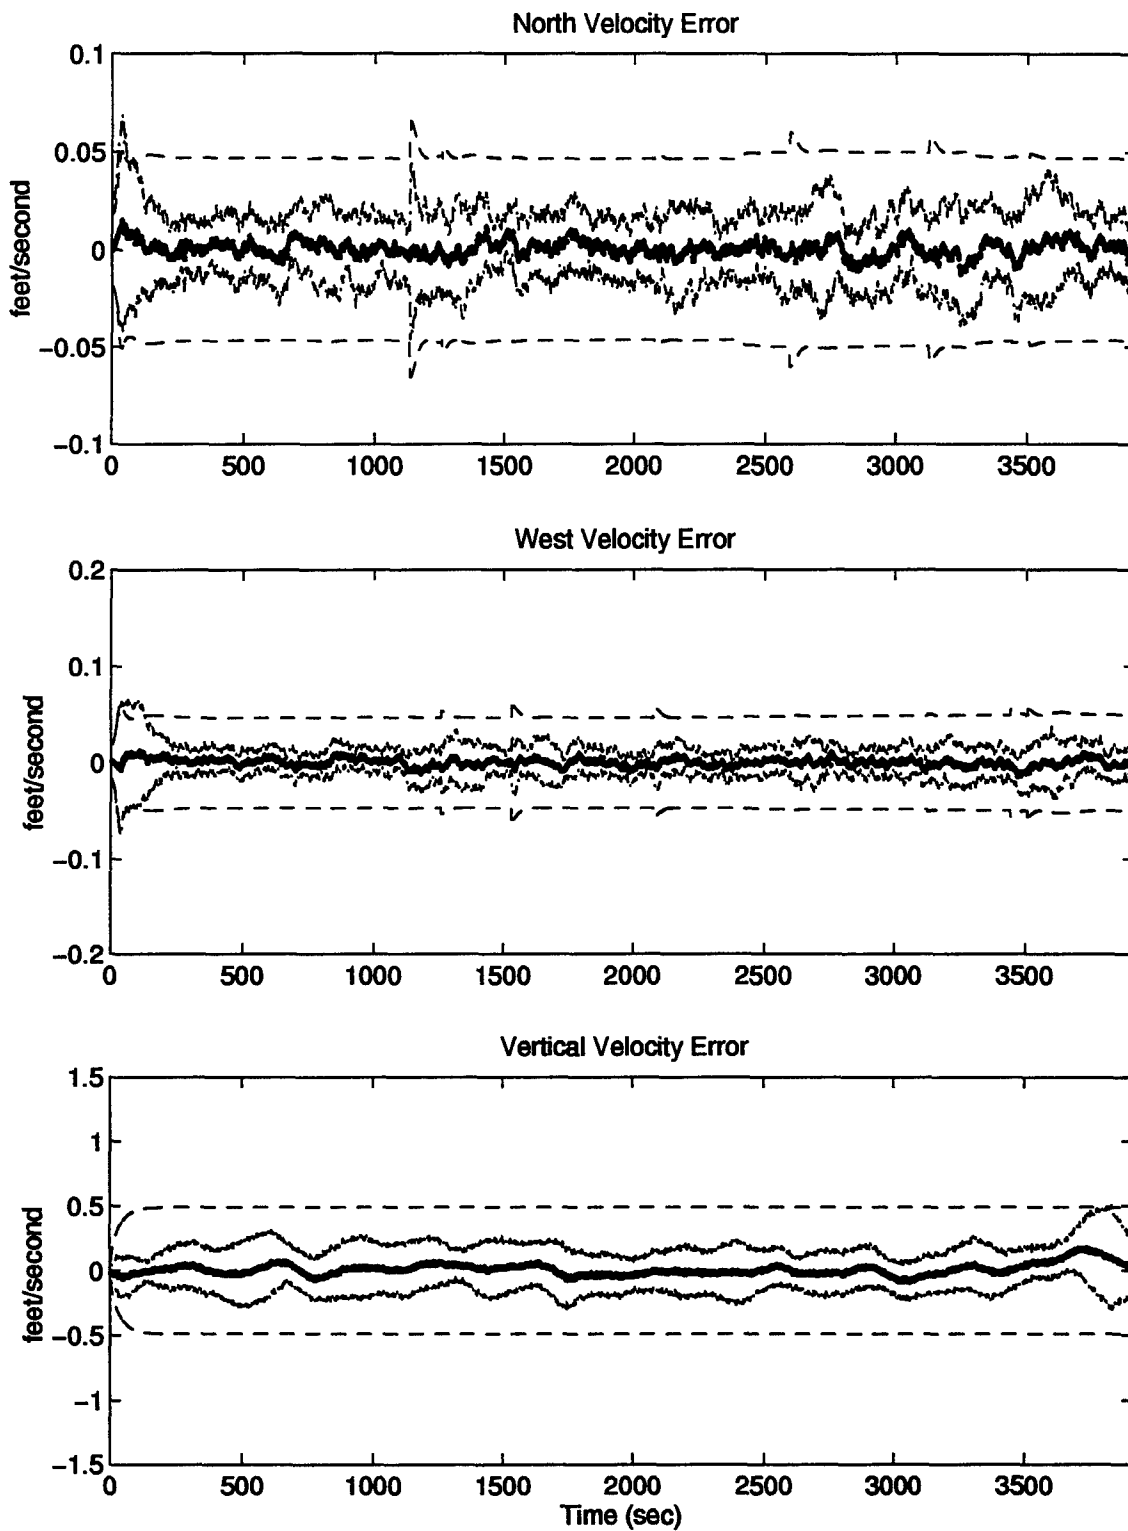 North Velocity Error
0.1
0.05
0
−0.05
−0.1
feet/second
0 500 1000 1500 2000 2500 3000 3500
West Velocity Error
0.2
0.1
0
−0.1
−0.2
feet/second
0 500 1000 1500 2000 2500 3000 3500
Vertical Velocity Error
1.5
1
0.5
0
−0.5
−1
−1.5
feet/second
0 500 1000 1500 2000 2500 3000 3500
Time (sec)